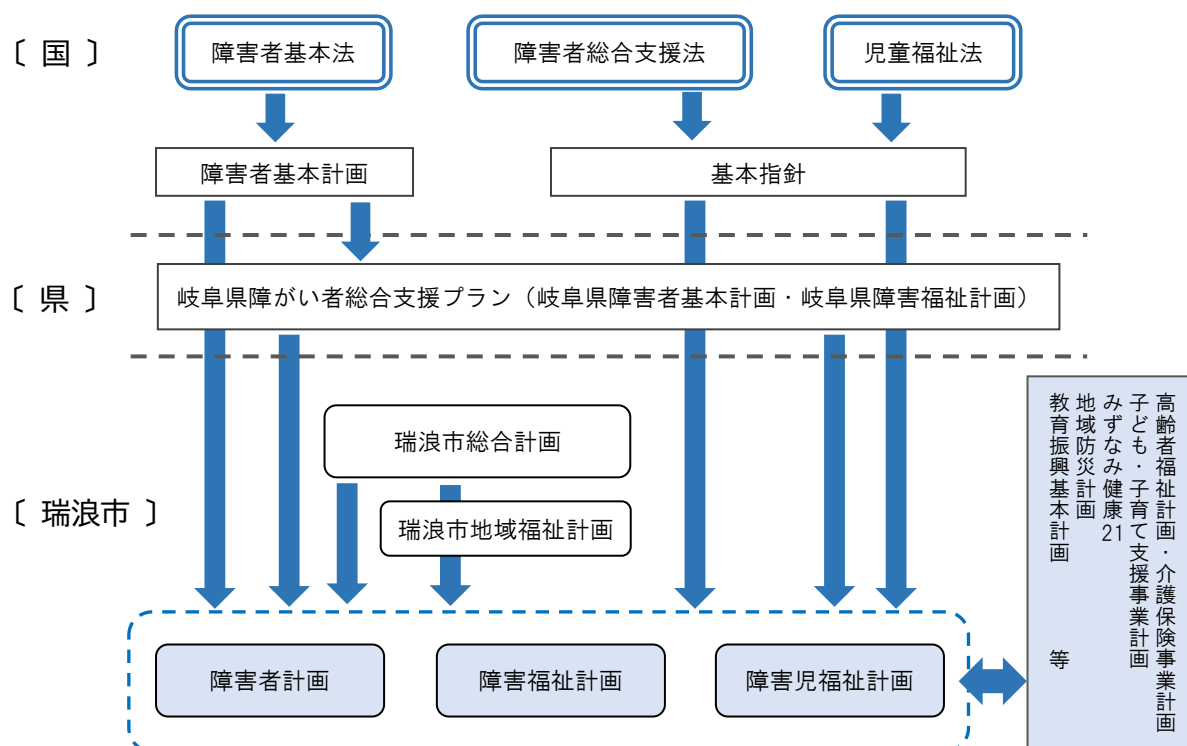 〔 国 〕
障害者基本法
障害者総合支援法
児童福祉法
障害者基本計画
基本指針
〔 県 〕
岐阜県障がい者総合支援プラン（岐阜県障害者基本計画・岐阜県障害福祉計画）
〔 瑞浪市 〕
瑞浪市総合計画
瑞浪市地域福祉計画
障害者計画
障害福祉計画
障害児福祉計画
高齢者福祉計画・介護保険事業計画
子ども・子育て支援事業計画
みずなみ健康21
地域防災計画
教育振興基本計画　　　等